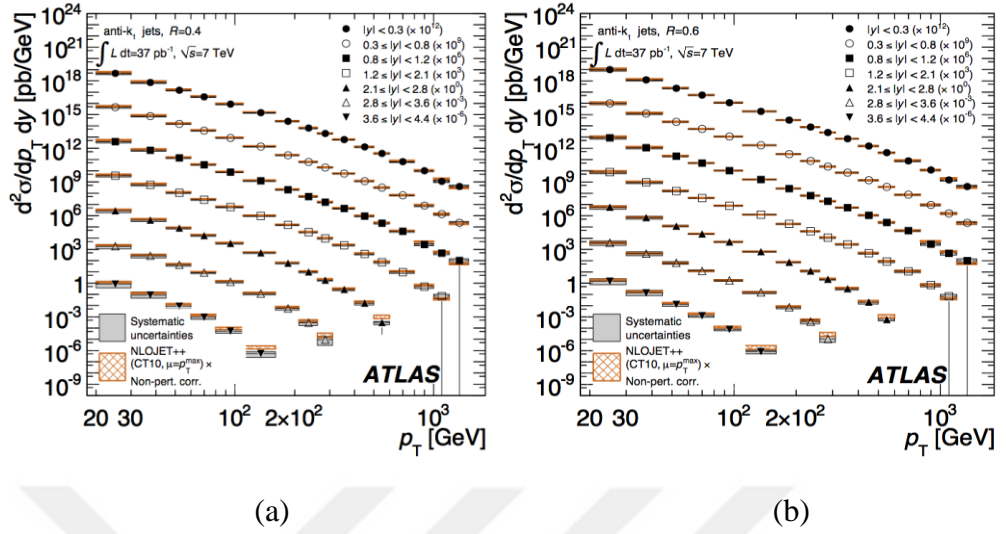 anti-kₜ jets, R=0.4
∫ L dt=37 pb⁻¹, √s=7 TeV
|y| < 0.3 (× 10¹²)
0.3 ≤ |y| < 0.8 (× 10⁹)
0.8 ≤ |y| < 1.2 (× 10⁶)
1.2 ≤ |y| < 2.1 (× 10³)
2.1 ≤ |y| < 2.8 (× 10⁰)
2.8 ≤ |y| < 3.6 (× 10⁻³)
3.6 ≤ |y| < 4.4 (× 10⁻⁶)
d²σ/dp_T dy [pb/GeV]
10²⁴
10²¹
10¹⁸
10¹⁵
10¹²
10⁹
10⁶
10³
1
10⁻³
10⁻⁶
10⁻⁹
Systematic
uncertainties
NLOJET++
(CT10, μ=p_T^max) ×
Non-pert. corr.
ATLAS
20 30 10² 2×10² 10³
p_T [GeV]
(a)
anti-kₜ jets, R=0.6
∫ L dt=37 pb⁻¹, √s=7 TeV
|y| < 0.3 (× 10¹²)
0.3 ≤ |y| < 0.8 (× 10⁹)
0.8 ≤ |y| < 1.2 (× 10⁶)
1.2 ≤ |y| < 2.1 (× 10³)
2.1 ≤ |y| < 2.8 (× 10⁰)
2.8 ≤ |y| < 3.6 (× 10⁻³)
3.6 ≤ |y| < 4.4 (× 10⁻⁶)
d²σ/dp_T dy [pb/GeV]
10²⁴
10²¹
10¹⁸
10¹⁵
10¹²
10⁹
10⁶
10³
1
10⁻³
10⁻⁶
10⁻⁹
Systematic
uncertainties
NLOJET++
(CT10, μ=p_T^max) ×
Non-pert. corr.
ATLAS
20 30 10² 2×10² 10³
p_T [GeV]
(b)